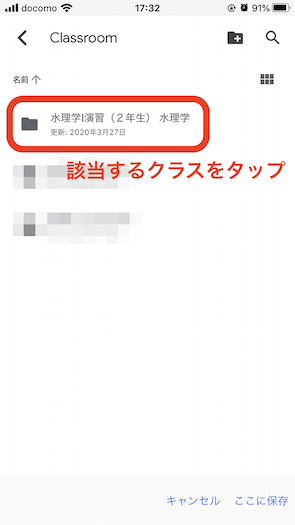 docomo 17:32 91%
Classroom
名前
水理学I演習（２年生） 水理学
更新: 2020年3月27日
該当するクラスをタップ
キャンセル ここに保存